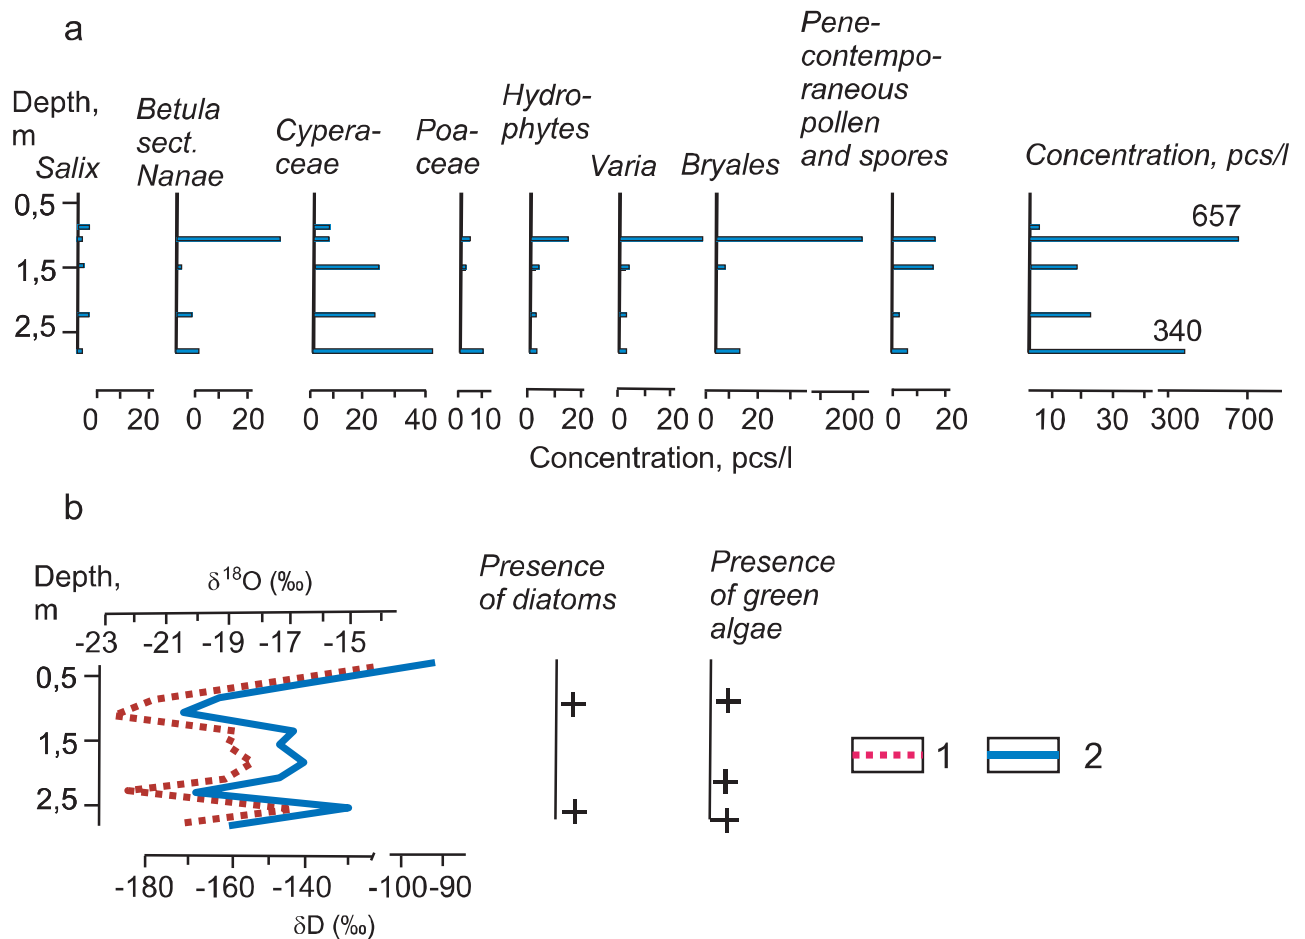 a
Depth,
m
Salix
Betula
sect.
Nanae
Cypera-
ceae
Poa-
ceae
Hydro-
phytes
Varia
Bryales
Pene-
contempo-
raneous
pollen
and spores
Concentration, pcs/l
0,5
1,5
2,5
657
340
0 20 0 20 0 20 40 0 10 0 20 0 20 0 20 200 0 20 10 30 300 700
Concentration, pcs/l
b
Depth,
m
δ18O (‰)
-23 -21 -19 -17 -15
Presence
of diatoms
Presence
of green
algae
0,5
1,5
2,5
+
+
+
+
+
1 2
-180 -160 -140 -100 -90
δD (‰)